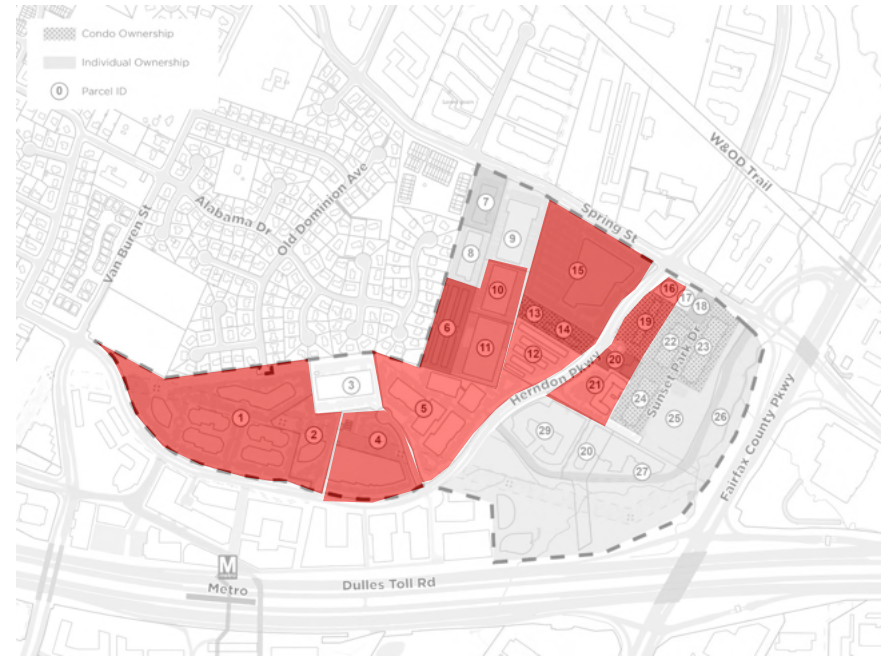 Condo Ownership
Individual Ownership
0 Parcel ID
W&OD Trail
Van Buren St
Alabama Dr
Old Dominion Ave
Spring St
7
8
9
15
10
6
11
13
14
12
16
17
18
19
22
23
20
21
24
Sunset Park Dr
25
26
Herndon Pkwy
3
5
1
2
4
29
20
27
Fairfax County Pkwy
M
Metro
Dulles Toll Rd